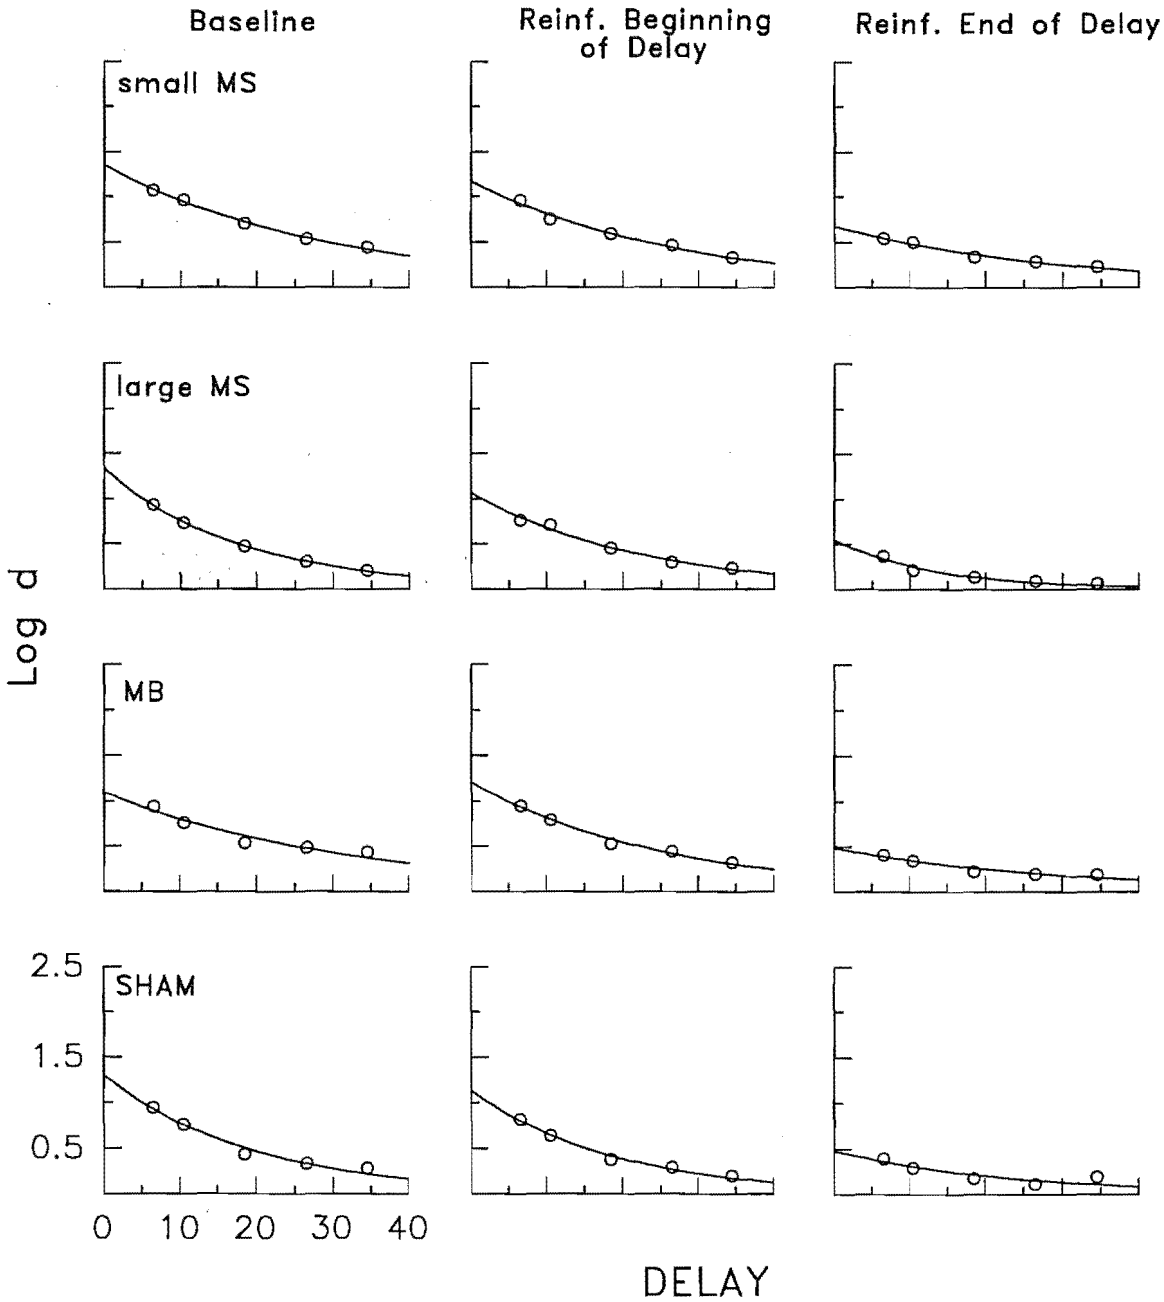 Baseline
Reinf. Beginning
of Delay
Reinf. End of Delay
small MS
large MS
Log d
MB
SHAM
2.5
1.5
0.5
0 10 20 30 40
DELAY